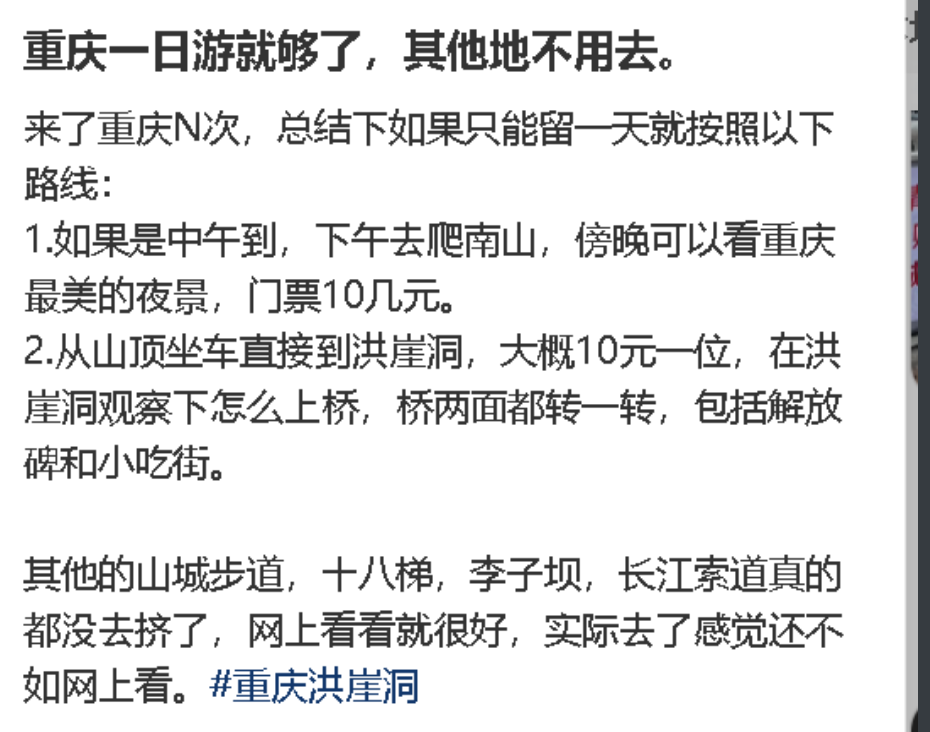 重庆一日游就够了，其他地不用去。
来了重庆N次，总结下如果只能留一天就按照以下
路线：
1.如果是中午到，下午去爬南山，傍晚可以看重庆
最美的夜景，门票10几元。
2.从山顶坐车直接到洪崖洞，大概10元一位，在洪
崖洞观察下怎么上桥，桥两面都转一转，包括解放
碑和小吃街。
其他的山城步道，十八梯，李子坝，长江索道真的
都没去挤了，网上看看就很好，实际去了感觉还不
如网上看。#重庆洪崖洞